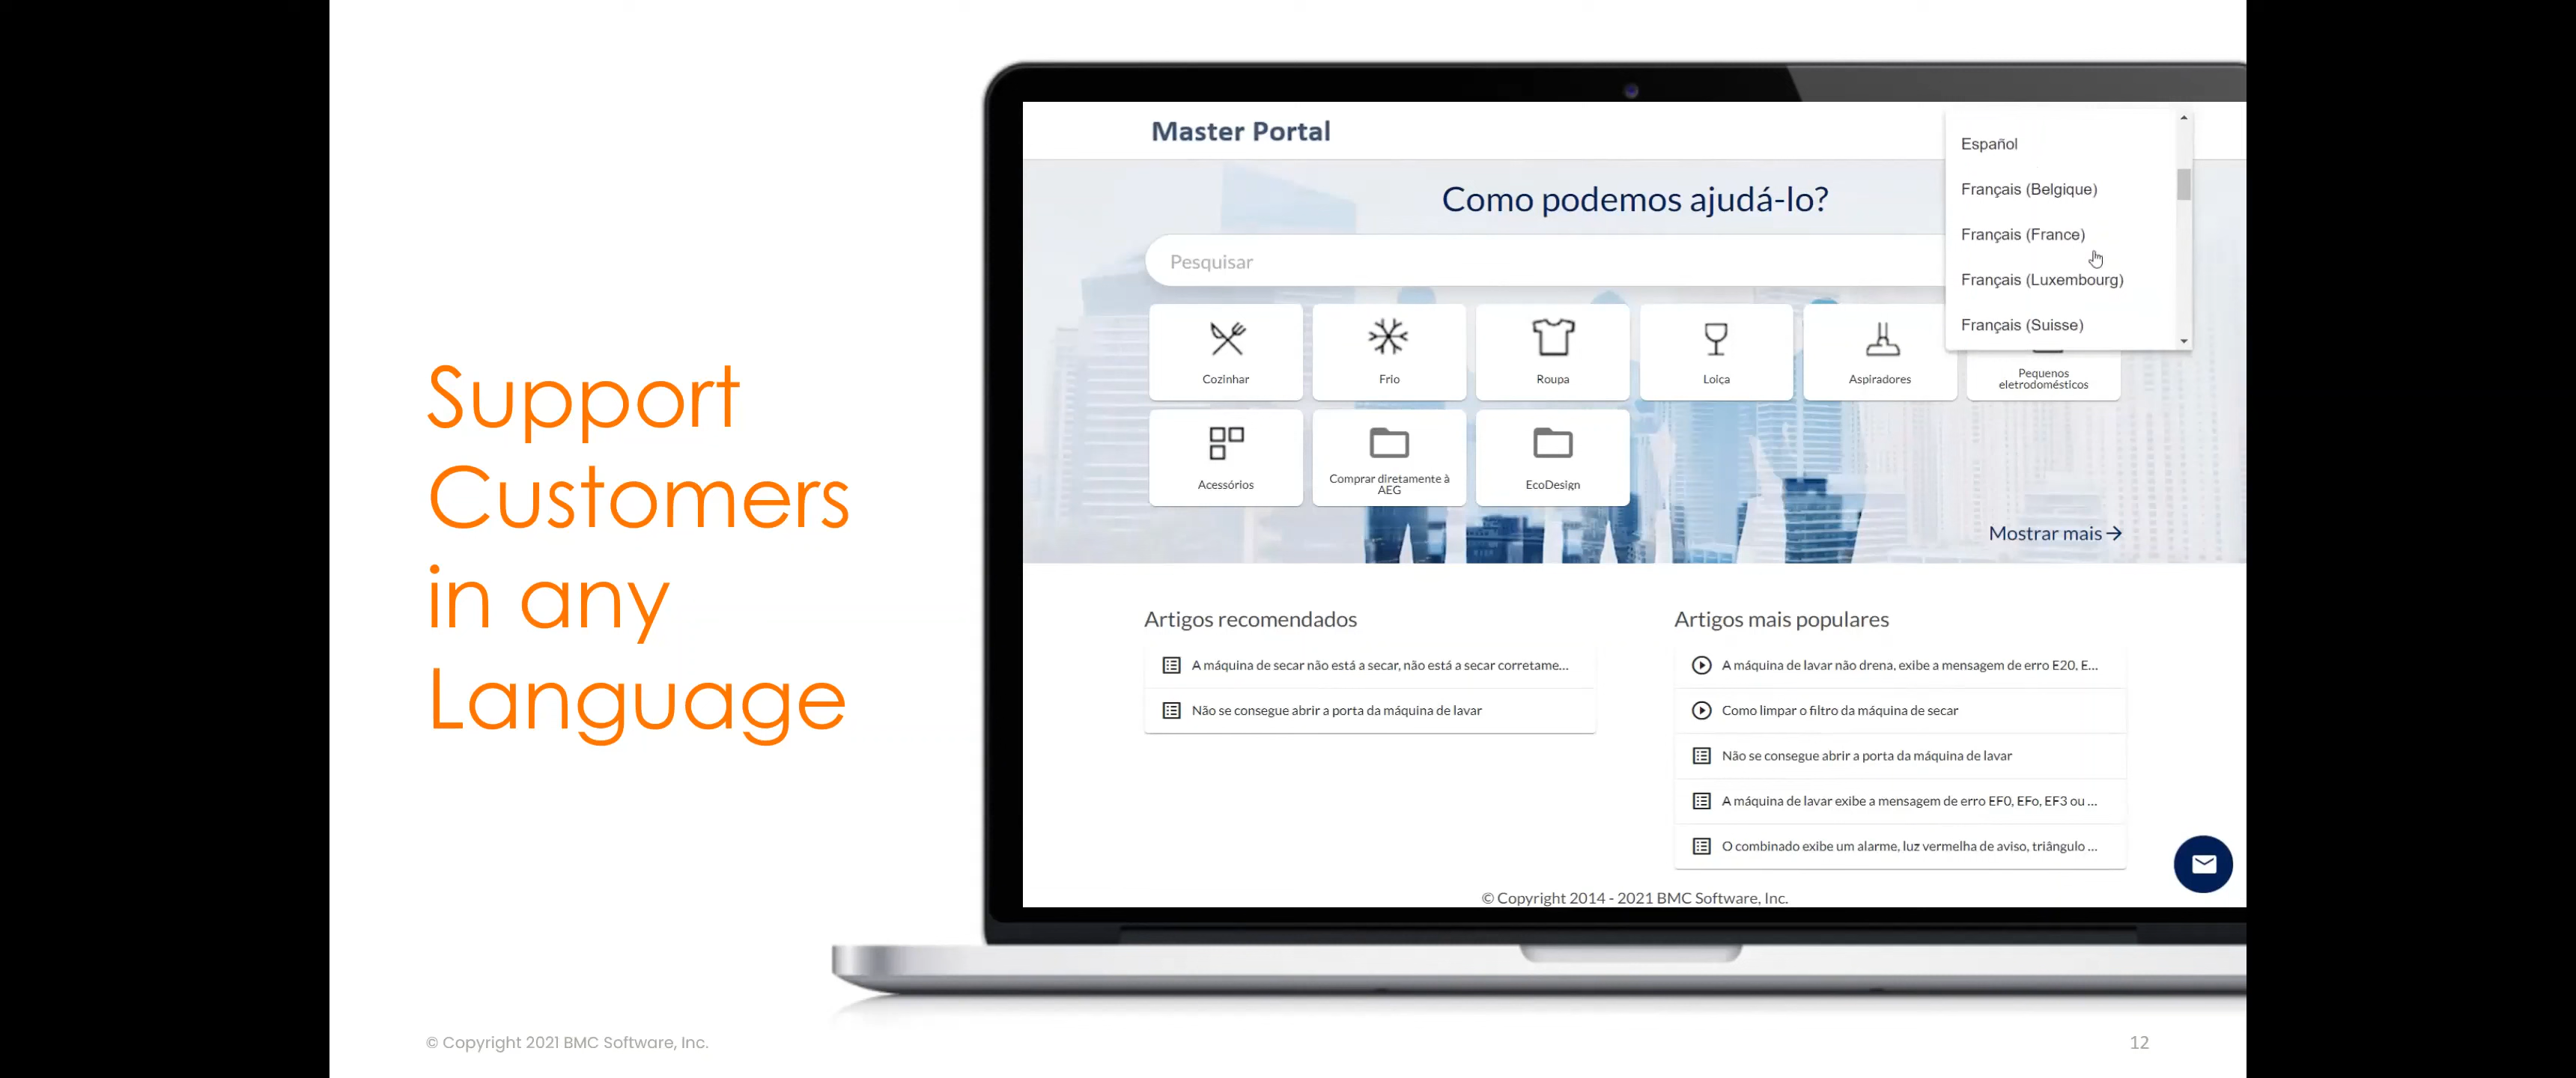 Support
Customers
in any
Language
Master Portal
Español
Français (Belgique)
Français (France)
Français (Luxembourg)
Français (Suisse)
Como podemos ajudá-lo?
Pesquisar
Cozinhar
Frio
Roupa
Loiça
Aspiradores
Pequenos
eletrodomésticos
Acessórios
Comprar diretamente à
AEG
EcoDesign
Mostrar mais
Artigos recomendados
A máquina de secar não está a secar, não está a secar corretame...
Não se consegue abrir a porta da máquina de lavar
Artigos mais populares
A máquina de lavar não drena, exibe a mensagem de erro E20, E...
Como limpar o filtro da máquina de secar
Não se consegue abrir a porta da máquina de lavar
A máquina de lavar exibe a mensagem de erro EF0, EFo, EF3 ou ...
O combinado exibe um alarme, luz vermelha de aviso, triângulo ...
© Copyright 2014 - 2021 BMC Software, Inc.
© Copyright 2021 BMC Software, Inc.
12